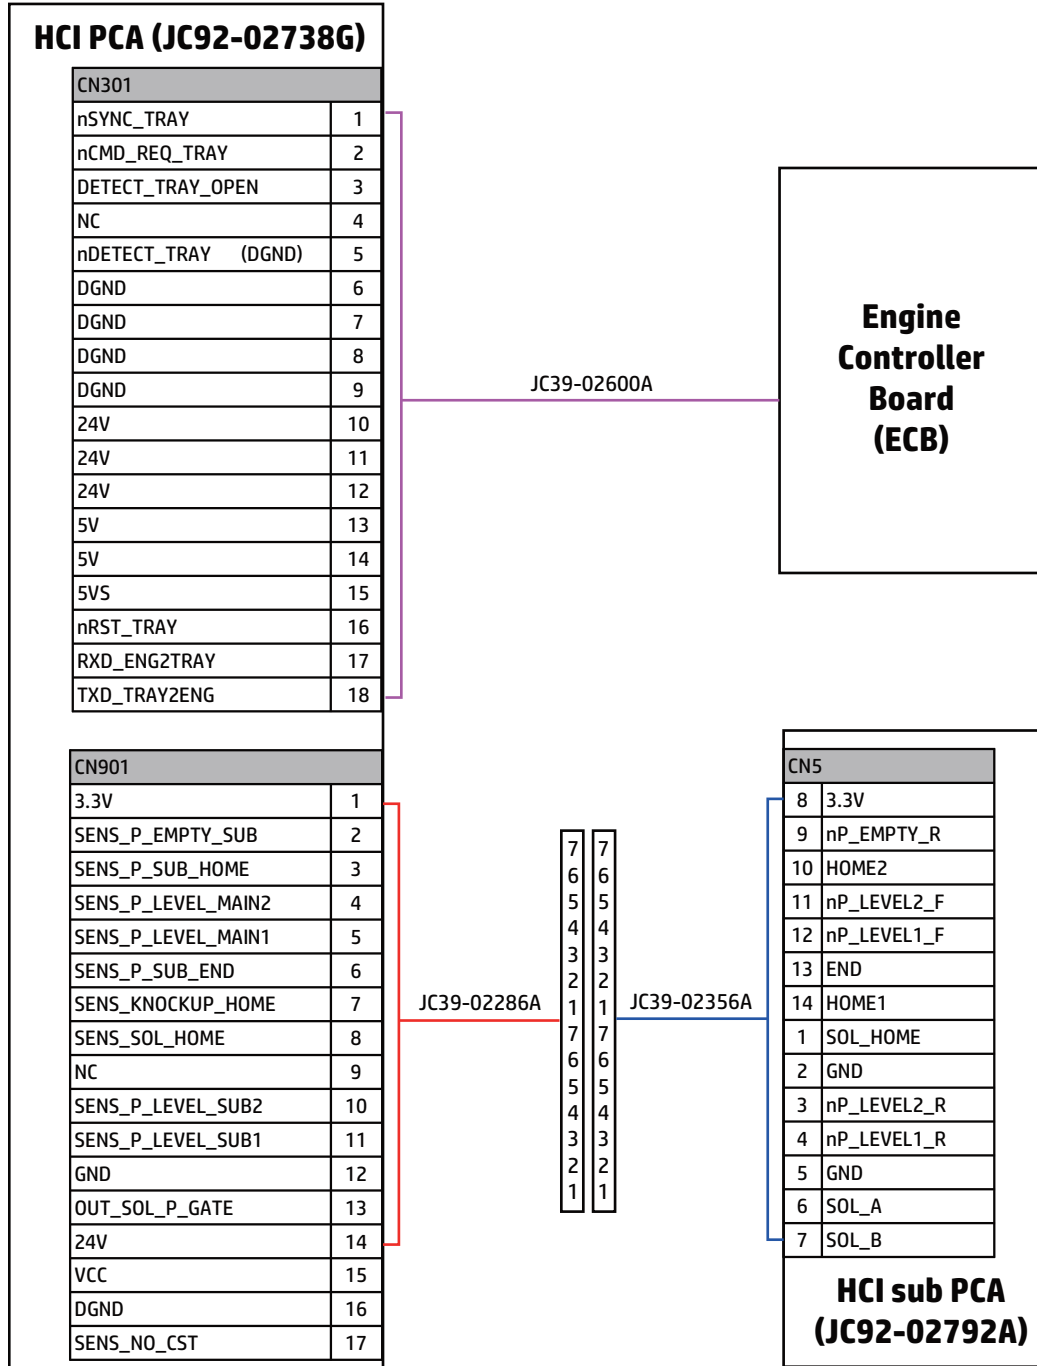 HCI PCA (JC92-02738G)
CN301
nSYNC_TRAY 1
nCMD_REQ_TRAY 2
DETECT_TRAY_OPEN 3
NC 4
nDETECT_TRAY (DGND) 5
DGND 6
DGND 7
DGND 8
DGND 9
24V 10
24V 11
24V 12
5V 13
5V 14
5VS 15
nRST_TRAY 16
RXD_ENG2TRAY 17
TXD_TRAY2ENG 18
JC39-02600A
Engine
Controller
Board
(ECB)
CN901
3.3V 1
SENS_P_EMPTY_SUB 2
SENS_P_SUB_HOME 3
SENS_P_LEVEL_MAIN2 4
SENS_P_LEVEL_MAIN1 5
SENS_P_SUB_END 6
SENS_KNOCKUP_HOME 7
SENS_SOL_HOME 8
NC 9
SENS_P_LEVEL_SUB2 10
SENS_P_LEVEL_SUB1 11
GND 12
OUT_SOL_P_GATE 13
24V 14
VCC 15
DGND 16
SENS_NO_CST 17
JC39-02286A
7 7
6 6
5 5
4 4
3 3
2 2
1 1
7 7
6 6
5 5
4 4
3 3
2 2
1 1
JC39-02356A
CN5
8 3.3V
9 nP_EMPTY_R
10 HOME2
11 nP_LEVEL2_F
12 nP_LEVEL1_F
13 END
14 HOME1
1 SOL_HOME
2 GND
3 nP_LEVEL2_R
4 nP_LEVEL1_R
5 GND
6 SOL_A
7 SOL_B
HCI sub PCA
(JC92-02792A)